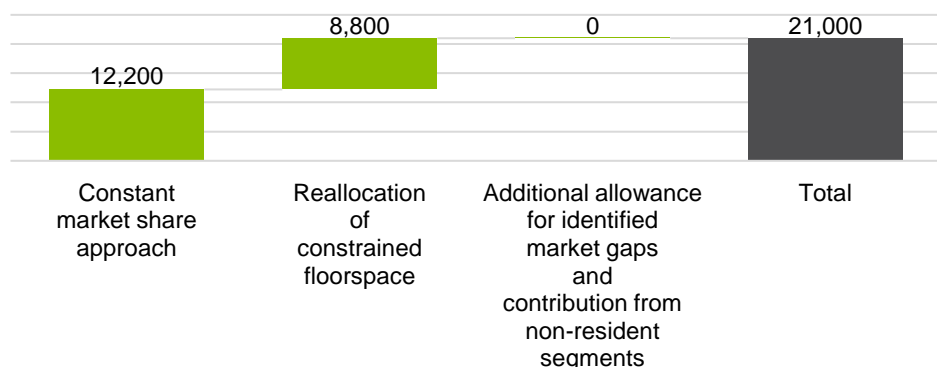 8,800
0
21,000
12,200
Constant
market share
approach
Reallocation
of
constrained
floorspace
Additional allowance
for identified
market gaps
and
contribution from
non-resident
segments
Total